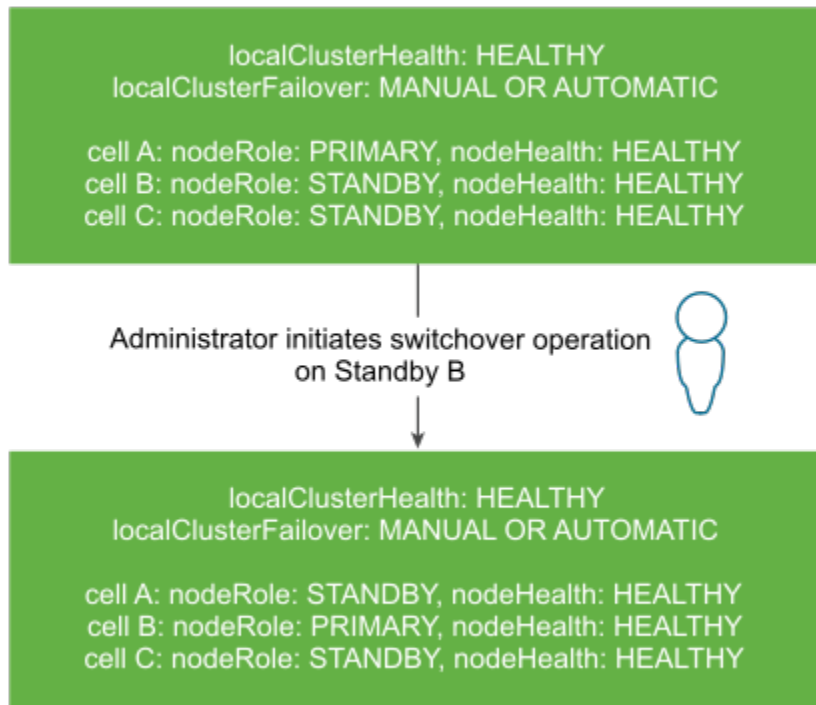 localClusterHealth: HEALTHY
localClusterFailover: MANUAL OR AUTOMATIC
cell A: nodeRole: PRIMARY, nodeHealth: HEALTHY
cell B: nodeRole: STANDBY, nodeHealth: HEALTHY
cell C: nodeRole: STANDBY, nodeHealth: HEALTHY
Administrator initiates switchover operation
on Standby B
localClusterHealth: HEALTHY
localClusterFailover: MANUAL OR AUTOMATIC
cell A: nodeRole: STANDBY, nodeHealth: HEALTHY
cell B: nodeRole: PRIMARY, nodeHealth: HEALTHY
cell C: nodeRole: STANDBY, nodeHealth: HEALTHY